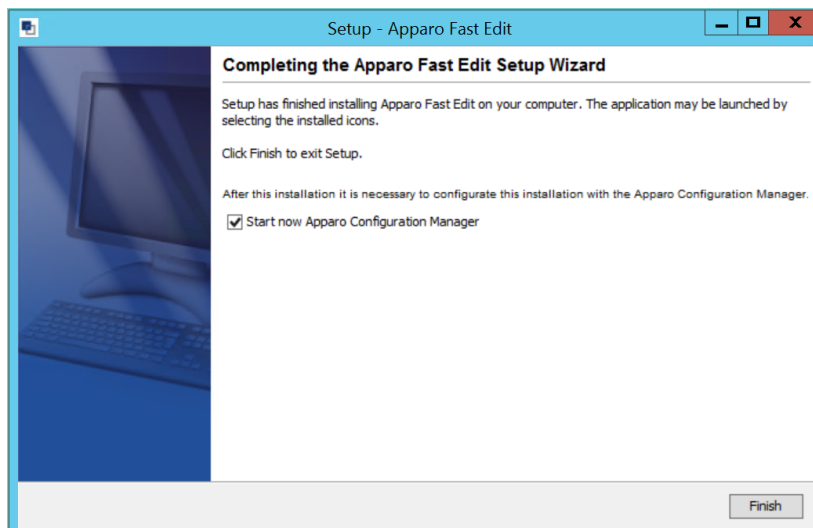 Setup - Apparo Fast Edit
Completing the Apparo Fast Edit Setup Wizard
Setup has finished installing Apparo Fast Edit on your computer. The application may be launched by
selecting the installed icons.
Click Finish to exit Setup.
After this installation it is necessary to configurate this installation with the Apparo Configuration Manager.
Start now Apparo Configuration Manager
Finish